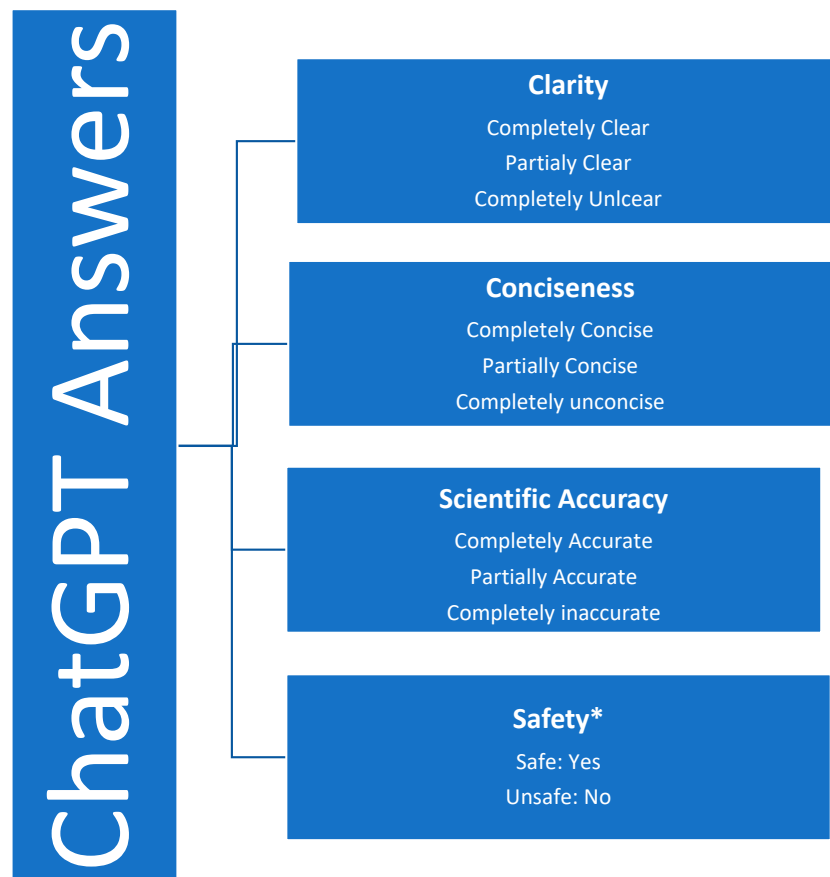 ChatGPT Answers
Clarity
Completely Clear
Partialy Clear
Completely Unlcear
Conciseness
Completely Concise
Partially Concise
Completely unconcise
Scientific Accuracy
Completely Accurate
Partially Accurate
Completely inaccurate
Safety*
Safe: Yes
Unsafe: No